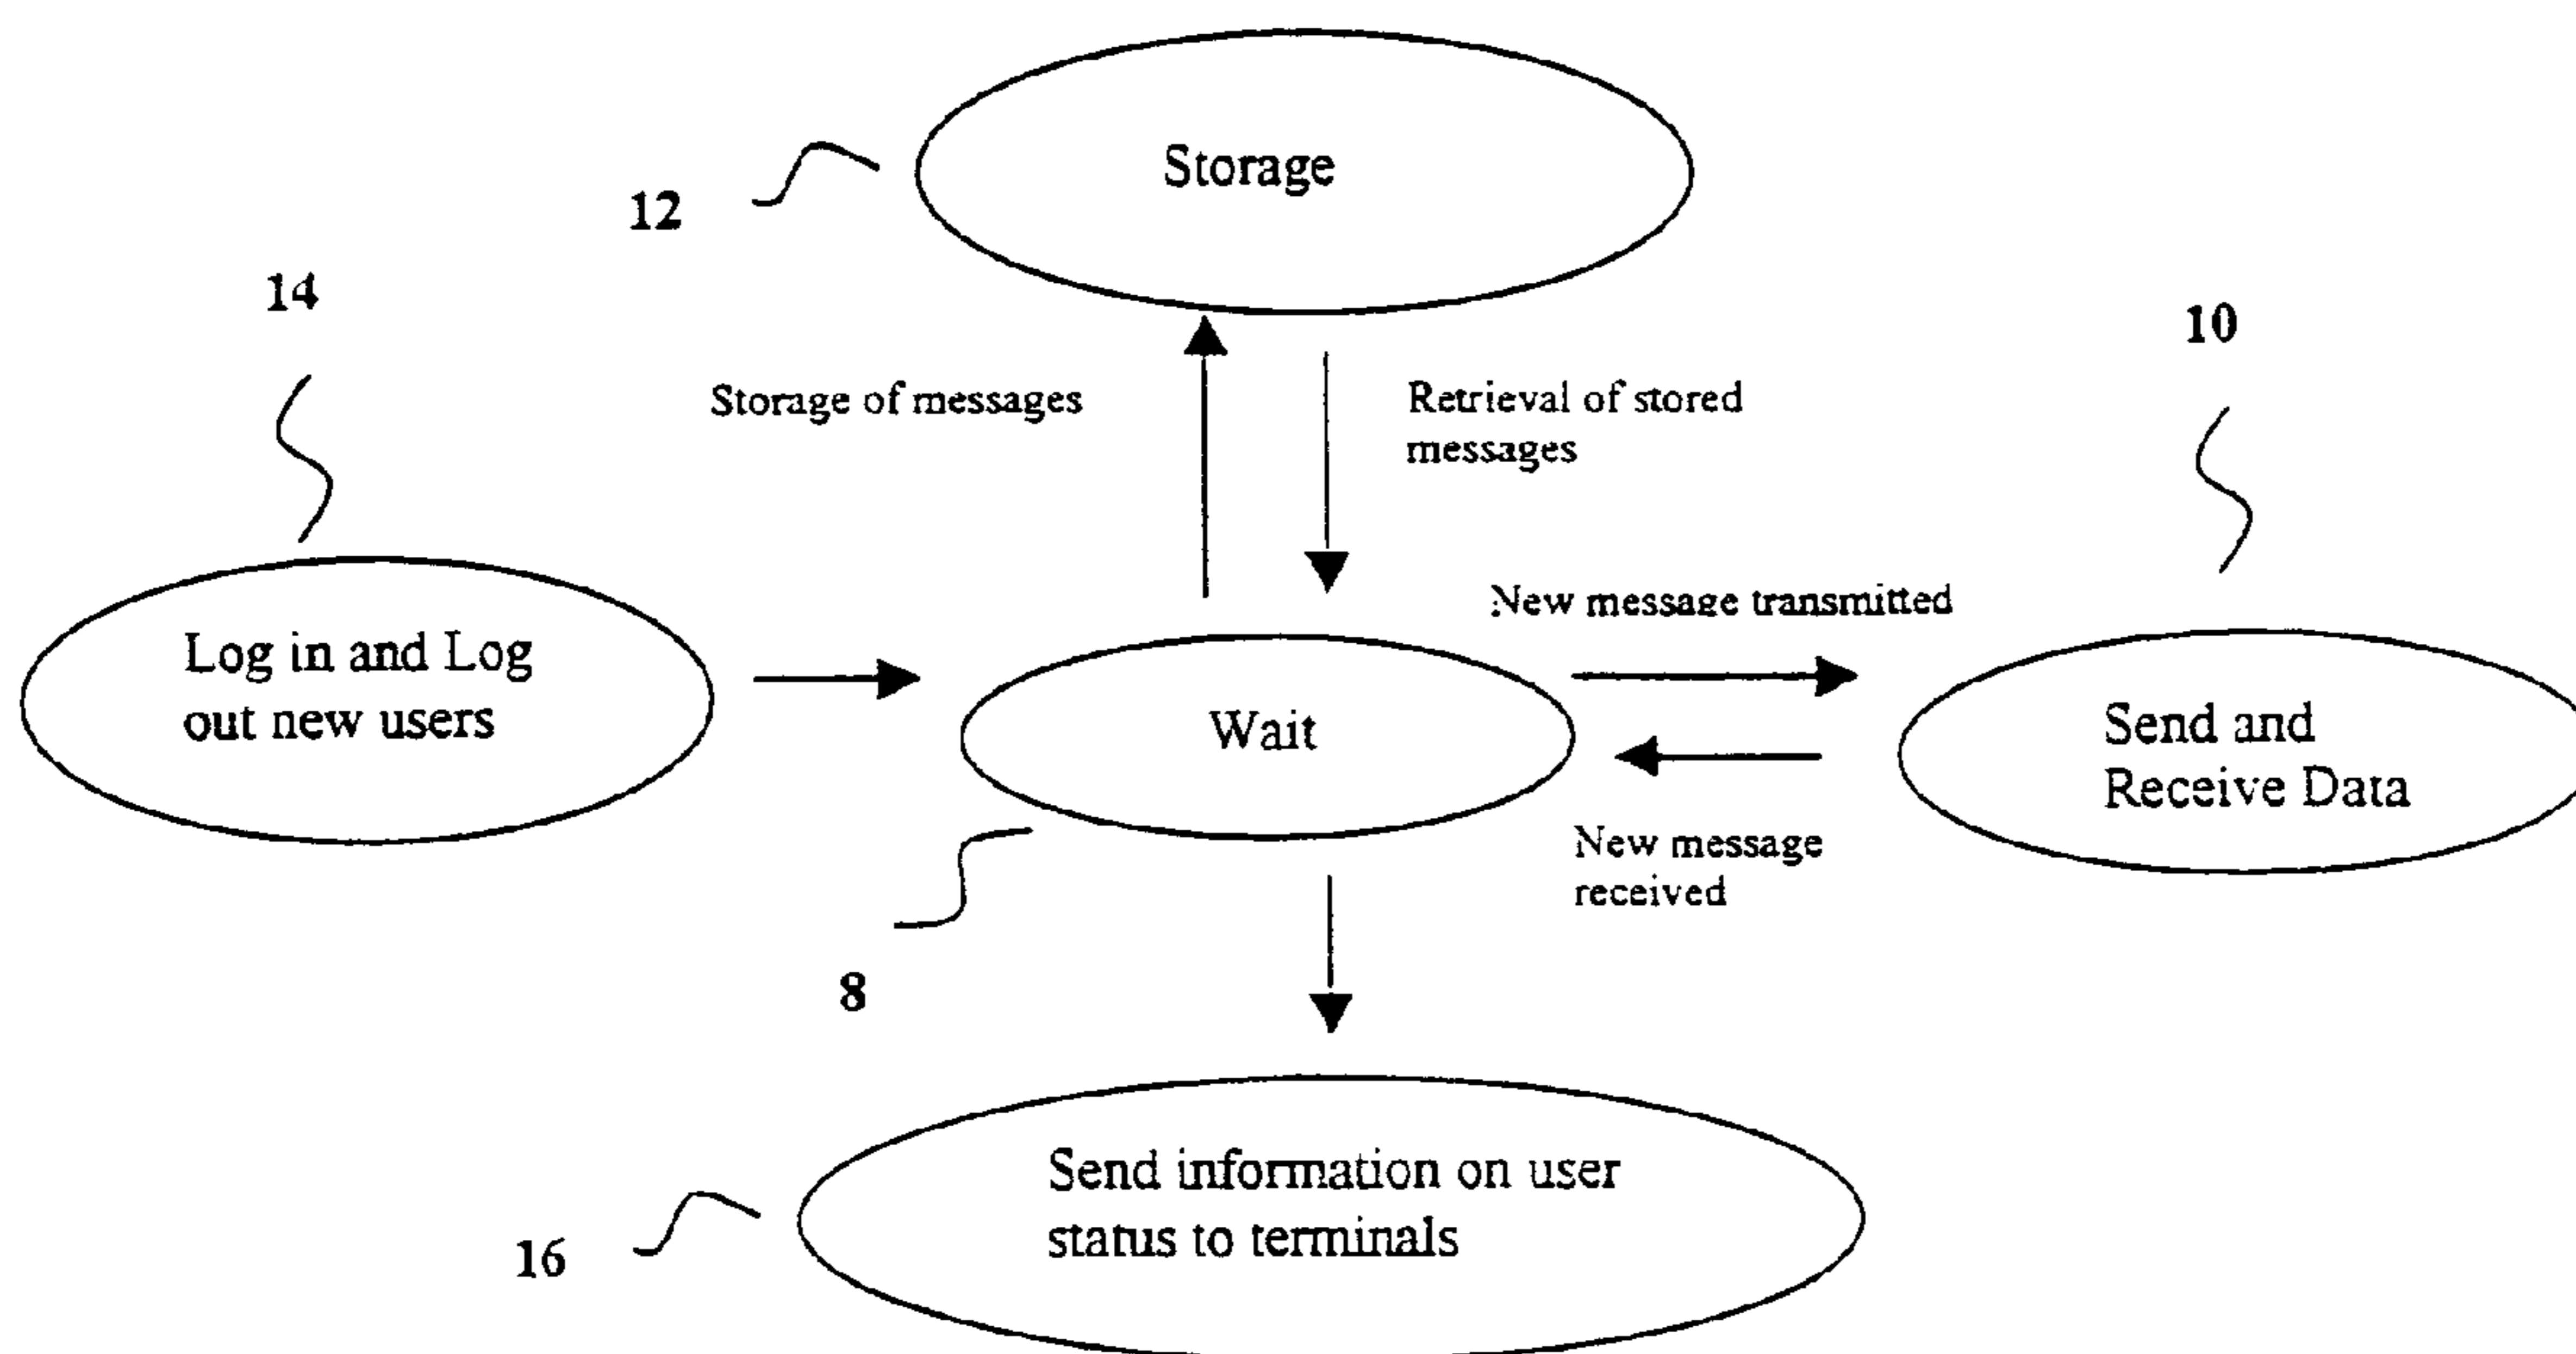 Storage
12
14
10
Storage of messages
Retrieval of stored
messages
New message transmitted
Log in and Log
out new users
Wait
Send and
Receive Data
New message
received
8
Send information on user
status to terminals
16